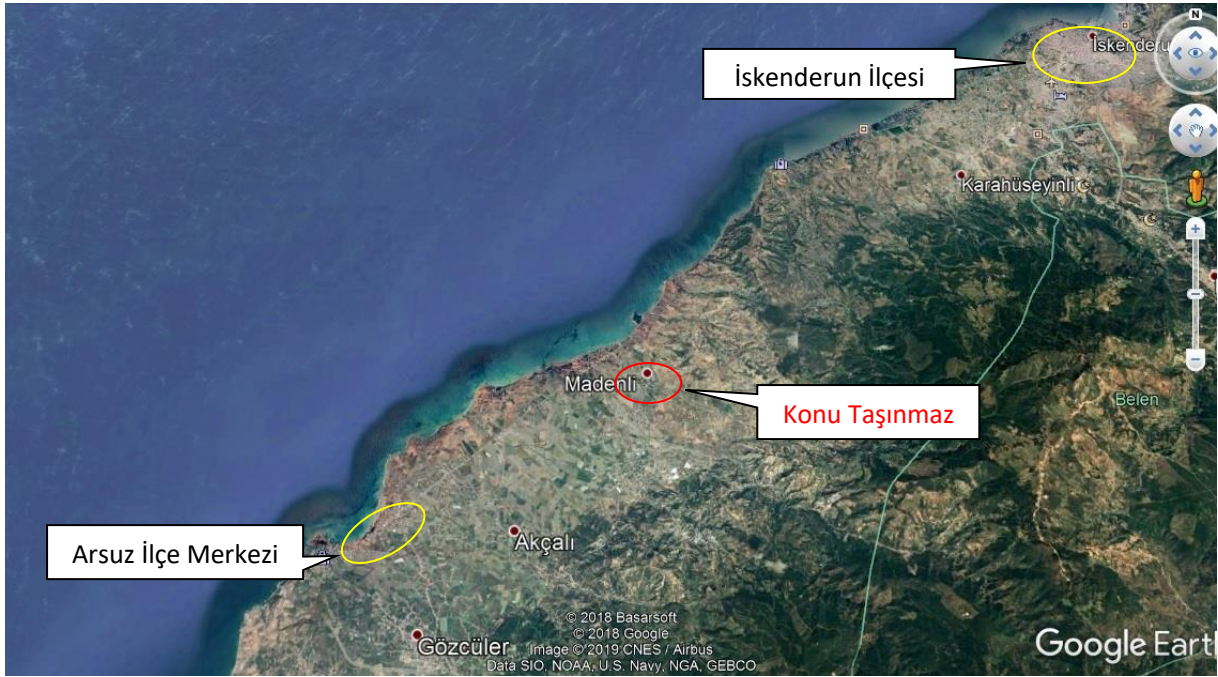 N
İskenderu
İskenderun İlçesi
Karahüseyinli
Madenli
Konu Taşınmaz
Belen
Arsuz İlçe Merkezi
Akçalı
Gözcüler
© 2018 Basarsoft
© 2018 Google
Image © 2019 CNES / Airbus
Data SIO, NOAA, U.S. Navy, NGA, GEBCO
Google Earth